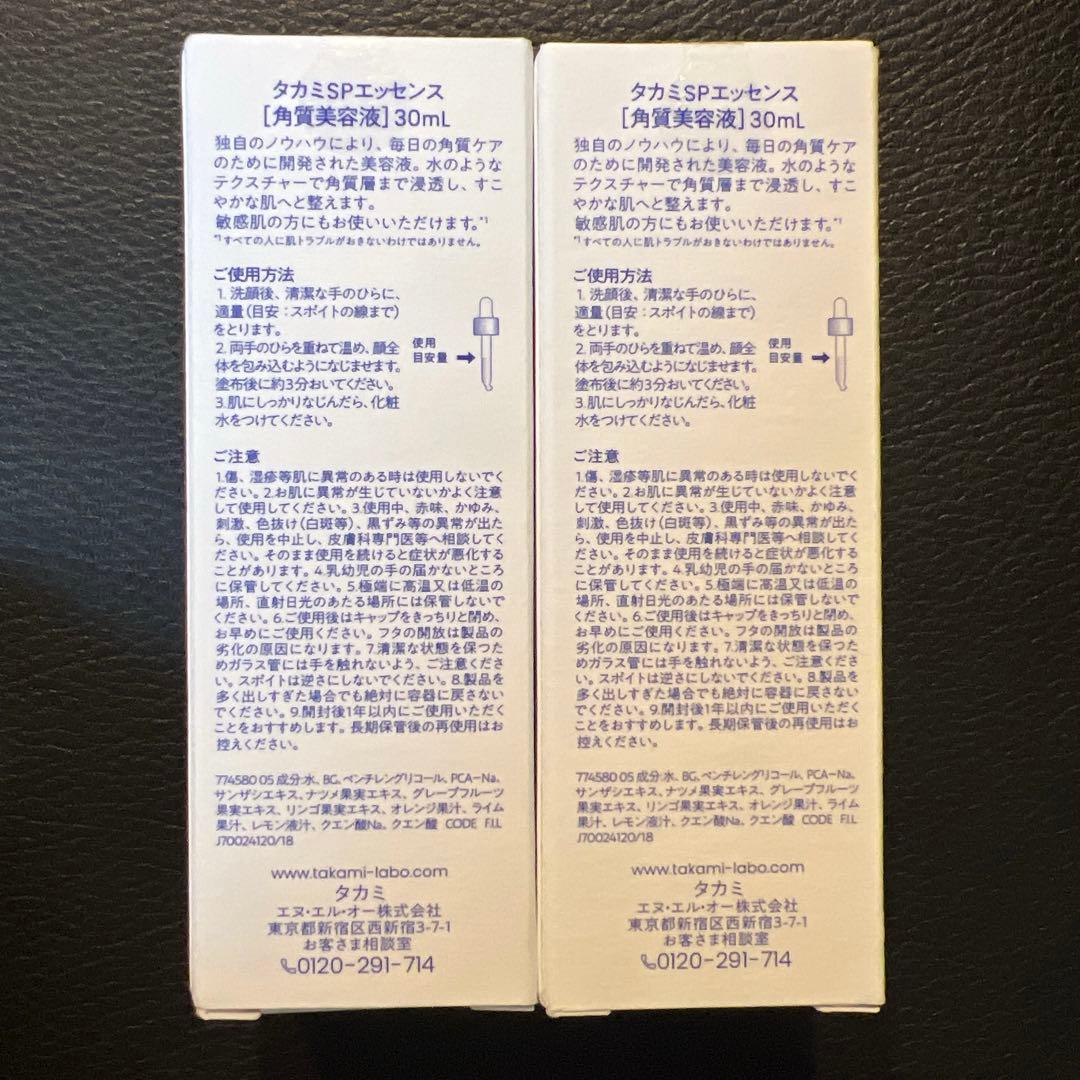 タカミSPエッセンス
[角質美容液] 30mL
独自のノウハウにより、毎日の角質ケア
のために開発された美容液。水のような
テクスチャーで角質層まで浸透し、すこ
やかな肌へと整えます。
敏感肌の方にもお使いいただけます。*1
*1すべての人に肌トラブルがおきないわけではありません。
ご使用方法
1. 洗顔後、清潔な手のひらに、
適量(目安:スポイトの線まで)
をとります。
2. 両手のひらを重ねて温め、顔全
体を包み込むようになじませます。
塗布後に約3分おいてください。
3.肌にしっかりなじんだら、化粧
水をつけてください。
使用
目安量
ご注意
1.傷、湿疹等肌に異常のある時は使用しないでく
ださい。2.お肌に異常が生じていないかよく注意
して使用してください。3.使用中、赤味、かゆみ、
刺激、色抜け(白斑等)、黒ずみ等の異常が出た
ら、使用を中止し、皮膚科専門医等へ相談してく
ださい。そのまま使用を続けると症状が悪化する
ことがあります。4.乳幼児の手の届かないところ
に保管してください。5.極端に高温又は低温の
場所、直射日光のあたる場所には保管しないで
ください。6.ご使用後はキャップをきっちりと閉め、
お早めにご使用ください。フタの開放は製品の
劣化の原因になります。7.清潔な状態を保つた
めガラス管には手を触れないよう、ご注意くださ
い。スポイトは逆さにしないでください。8.製品を
多く出しすぎた場合でも絶対に容器に戻さない
でください。9.開封後1年以内にご使用いただく
ことをおすすめします。長期保管後の再使用はお
控えください。
774580 05 成分:水、BG、ペンチレングリコール、PCA-Na、
サンザシエキス、ナツメ果実エキス、グレープフルーツ
果実エキス、リンゴ果実エキス、オレンジ果汁、ライム
果汁、レモン液汁、クエン酸Na、クエン酸 CODE F.I.L
J70024120/18
www.takami-labo.com
タカミ
エヌ・エル・オー株式会社
東京都新宿区西新宿3-7-1
お客さま相談室
0120-291-714
タカミSPエッセンス
[角質美容液] 30mL
独自のノウハウにより、毎日の角質ケア
のために開発された美容液。水のような
テクスチャーで角質層まで浸透し、すこ
やかな肌へと整えます。
敏感肌の方にもお使いいただけます。*1
*1すべての人に肌トラブルがおきないわけではありません。
ご使用方法
1. 洗顔後、清潔な手のひらに、
適量(目安:スポイトの線まで)
をとります。
2. 両手のひらを重ねて温め、顔全
体を包み込むようになじませます。
塗布後に約3分おいてください。
3.肌にしっかりなじんだら、化粧
水をつけてください。
使用
目安量
ご注意
1.傷、湿疹等肌に異常のある時は使用しないでく
ださい。2.お肌に異常が生じていないかよく注意
して使用してください。3.使用中、赤味、かゆみ、
刺激、色抜け(白斑等)、黒ずみ等の異常が出た
ら、使用を中止し、皮膚科専門医等へ相談してく
ださい。そのまま使用を続けると症状が悪化する
ことがあります。4.乳幼児の手の届かないところ
に保管してください。5.極端に高温又は低温の
場所、直射日光のあたる場所には保管しないで
ください。6.ご使用後はキャップをきっちりと閉め、
お早めにご使用ください。フタの開放は製品の
劣化の原因になります。7.清潔な状態を保つた
めガラス管には手を触れないよう、ご注意くださ
い。スポイトは逆さにしないでください。8.製品を
多く出しすぎた場合でも絶対に容器に戻さない
でください。9.開封後1年以内にご使用いただく
ことをおすすめします。長期保管後の再使用はお
控えください。
774580 05 成分:水、BG、ペンチレングリコール、PCA-Na、
サンザシエキス、ナツメ果実エキス、グレープフルーツ
果実エキス、リンゴ果実エキス、オレンジ果汁、ライム
果汁、レモン液汁、クエン酸Na、クエン酸 CODE F.I.L
J70024120/18
www.takami-labo.com
タカミ
エヌ・エル・オー株式会社
東京都新宿区西新宿3-7-1
お客さま相談室
0120-291-714